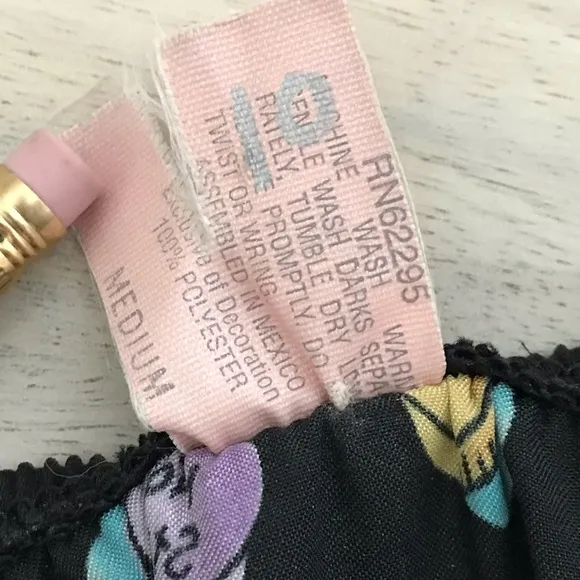 RN62295
MACHINE WASH WARM
GENTLE WASH DARKS SEPA
RATELY. TUMBLE DRY LOW
PROMPTLY. DO
TWIST OR WRING
ASSEMBLED IN MEXICO
Exclusive of Decoration
100% POLYESTER
MEDIUM